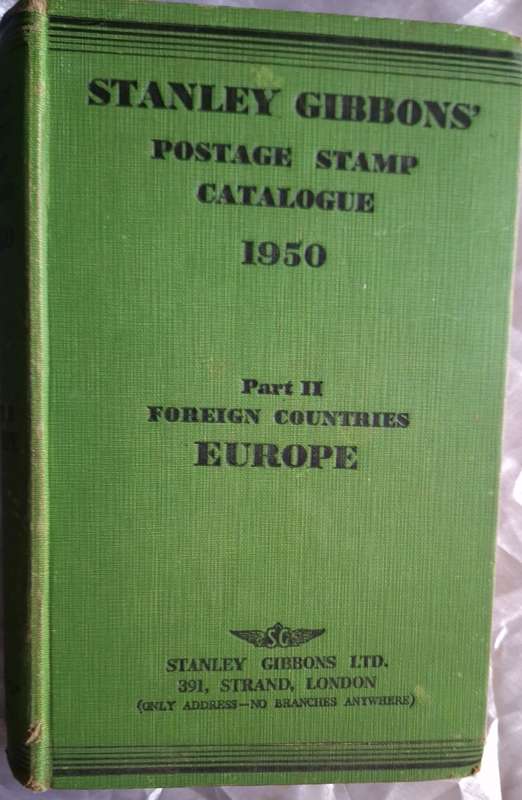 STANLEY GIBBONS'
POSTAGE STAMP
CATALOGUE
1950
Part II
FOREIGN COUNTRIES
EUROPE
SG
STANLEY GIBBONS LTD.
391, STRAND, LONDON
(ONLY ADDRESS—NO BRANCHES ANYWHERE)